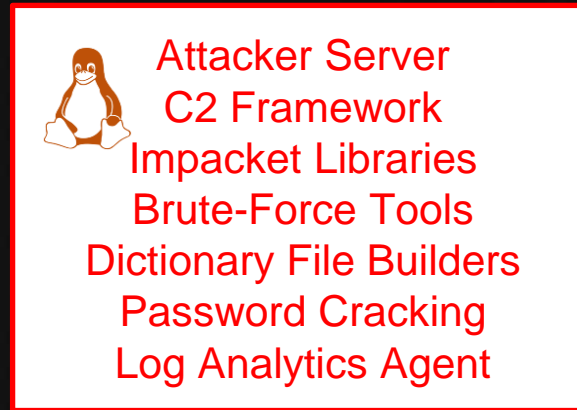 Attacker Server
C2 Framework
Impacket Libraries
Brute-Force Tools
Dictionary File Builders
Password Cracking
Log Analytics Agent